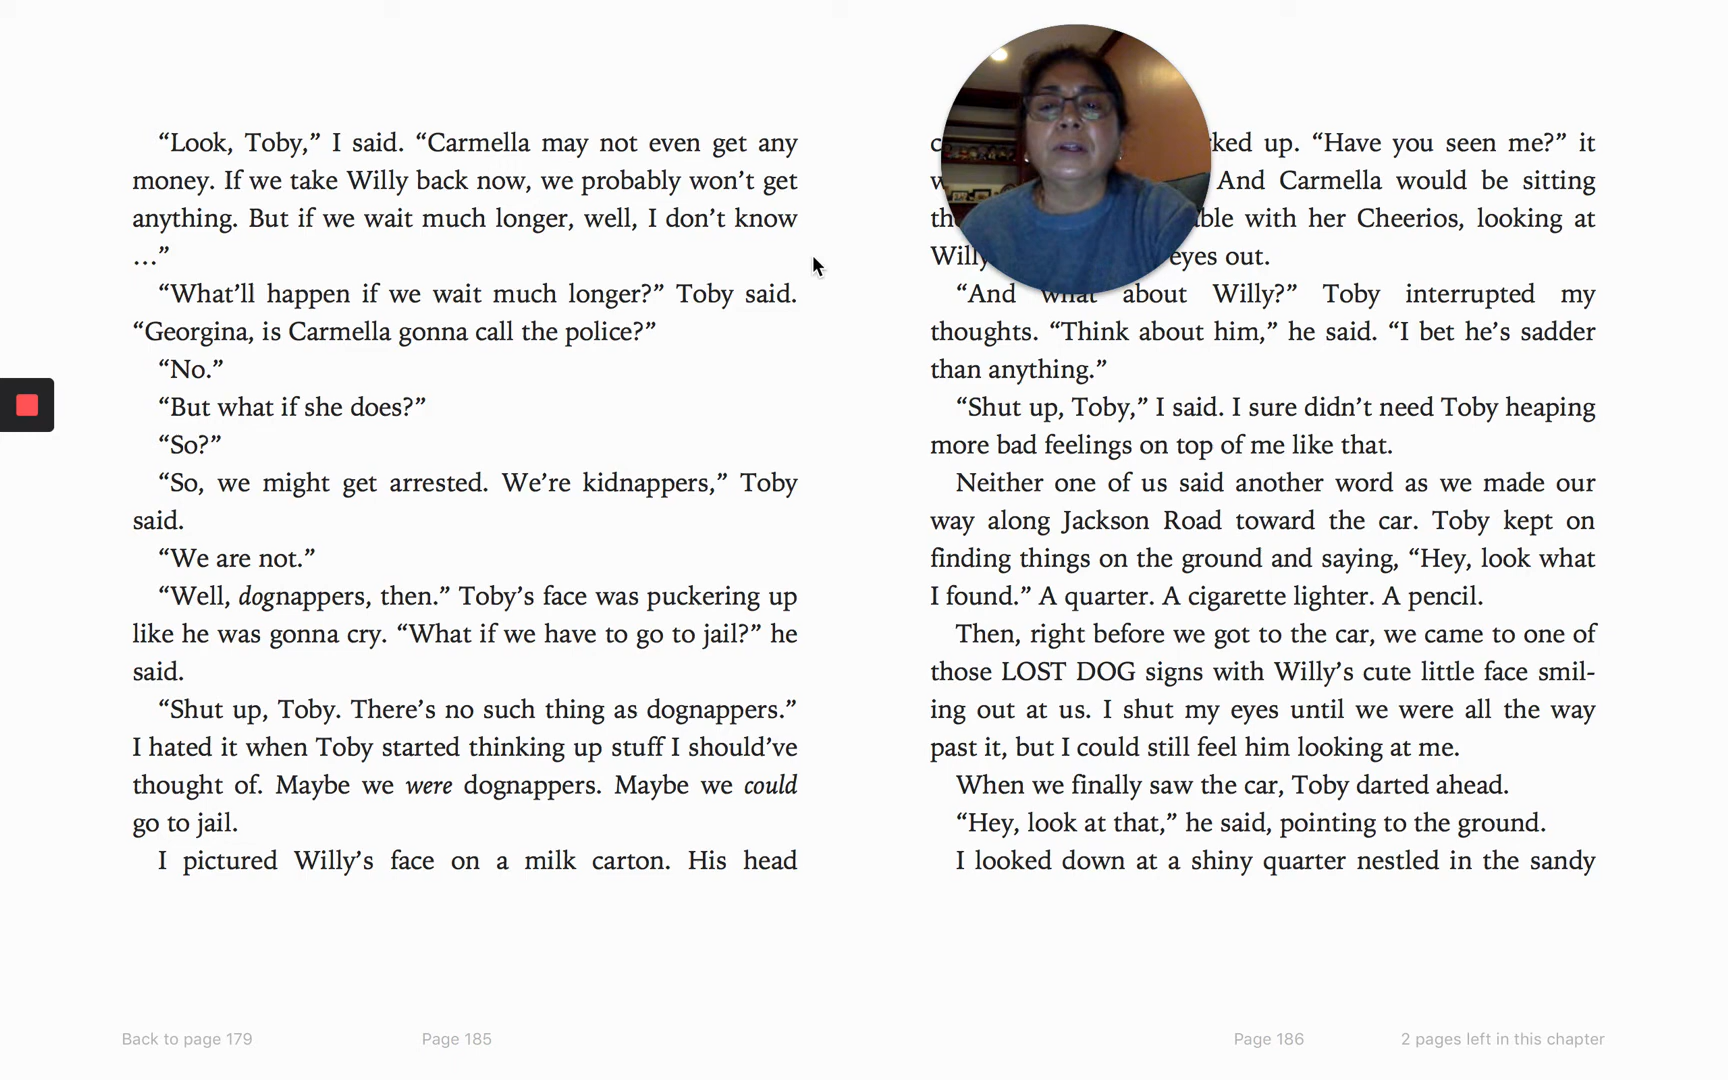 “Look, Toby,” I said. “Carmella may not even get any
money. If we take Willy back now, we probably won’t get
anything. But if we wait much longer, well, I don’t know
…”
“What’ll happen if we wait much longer?” Toby said.
“Georgina, is Carmella gonna call the police?”
“No.”
“But what if she does?”
“So?”
“So, we might get arrested. We’re kidnappers,” Toby
said.
“We are not.”
“Well, dognappers, then.” Toby’s face was puckering up
like he was gonna cry. “What if we have to go to jail?” he
said.
“Shut up, Toby. There’s no such thing as dognappers.”
I hated it when Toby started thinking up stuff I should’ve
thought of. Maybe we were dognappers. Maybe we could
go to jail.
I pictured Willy’s face on a milk carton. His head
up. “Have you seen me?” it
And Carmella would be sitting
with her Cheerios, looking at
Willy eyes out.
“And what about Willy?” Toby interrupted my
thoughts. “Think about him,” he said. “I bet he’s sadder
than anything.”
“Shut up, Toby,” I said. I sure didn’t need Toby heaping
more bad feelings on top of me like that.
Neither one of us said another word as we made our
way along Jackson Road toward the car. Toby kept on
finding things on the ground and saying, “Hey, look what
I found.” A quarter. A cigarette lighter. A pencil.
Then, right before we got to the car, we came to one of
those LOST DOG signs with Willy’s cute little face smil-
ing out at us. I shut my eyes until we were all the way
past it, but I could still feel him looking at me.
When we finally saw the car, Toby darted ahead.
“Hey, look at that,” he said, pointing to the ground.
I looked down at a shiny quarter nestled in the sandy
Back to page 179
Page 185
Page 186
2 pages left in this chapter